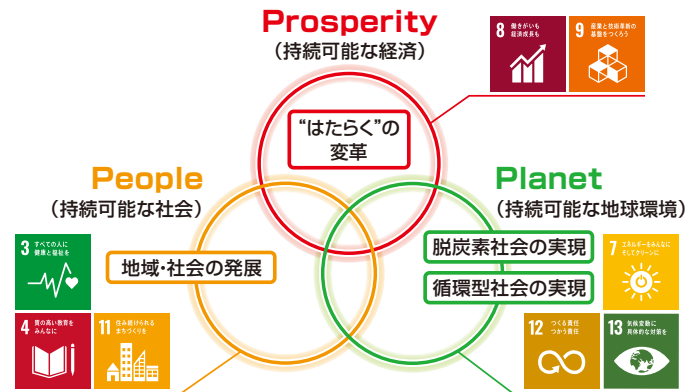 Prosperity
（持続可能な経済）
8 働きがいも
経済成長も
9 産業と技術革新の
基盤をつくろう
“はたらく”の
変革
People
（持続可能な社会）
Planet
（持続可能な地球環境）
3 すべての人に
健康と福祉を
地域・社会の発展
脱炭素社会の実現
循環型社会の実現
7 エネルギーをみんなに
そしてクリーンに
4 質の高い教育を
みんなに
11 住み続けられる
まちづくりを
12 つくる責任
つかう責任
13 気候変動に
具体的な対策を